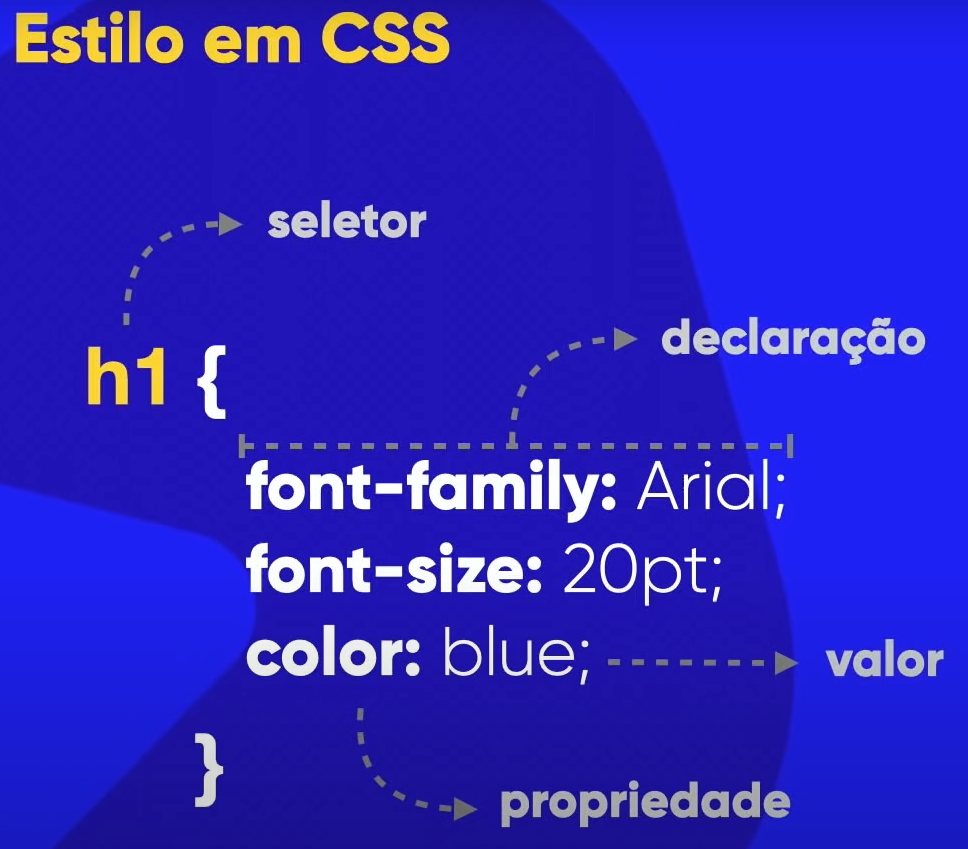 Estilo em CSS
seletor
declaração
h1 {
font-family: Arial;
font-size: 20pt;
color: blue;
valor
}
propriedade